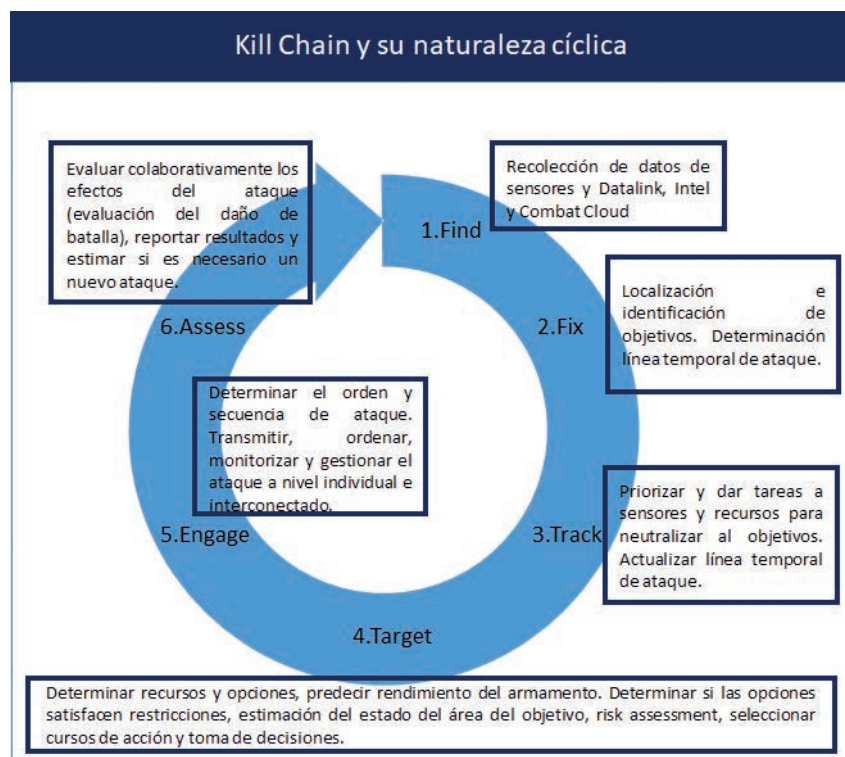 Kill Chain y su naturaleza cíclica
Recolección de datos de
sensores y Datalink, Intel
y Combat Cloud
1.Find
Localización e
identificación de
objetivos. Determinación
línea temporal de ataque.
2.Fix
Priorizar y dar tareas a
sensores y recursos para
neutralizar al objetivos.
Actualizar línea temporal
de ataque.
3.Track
4.Target
Determinar recursos y opciones, predecir rendimiento del armamento. Determinar si las opciones
satisfacen restricciones, estimación del estado del área del objetivo, risk assessment, seleccionar
cursos de acción y toma de decisiones.
Determinar el orden y
secuencia de ataque.
Transmitir, ordenar,
monitorizar y gestionar el
ataque a nivel individual e
interconectado.
5.Engage
Evaluar colaborativamente los
efectos del ataque
(evaluación del daño de
batalla), reportar resultados y
estimar si es necesario un
nuevo ataque.
6.Assess